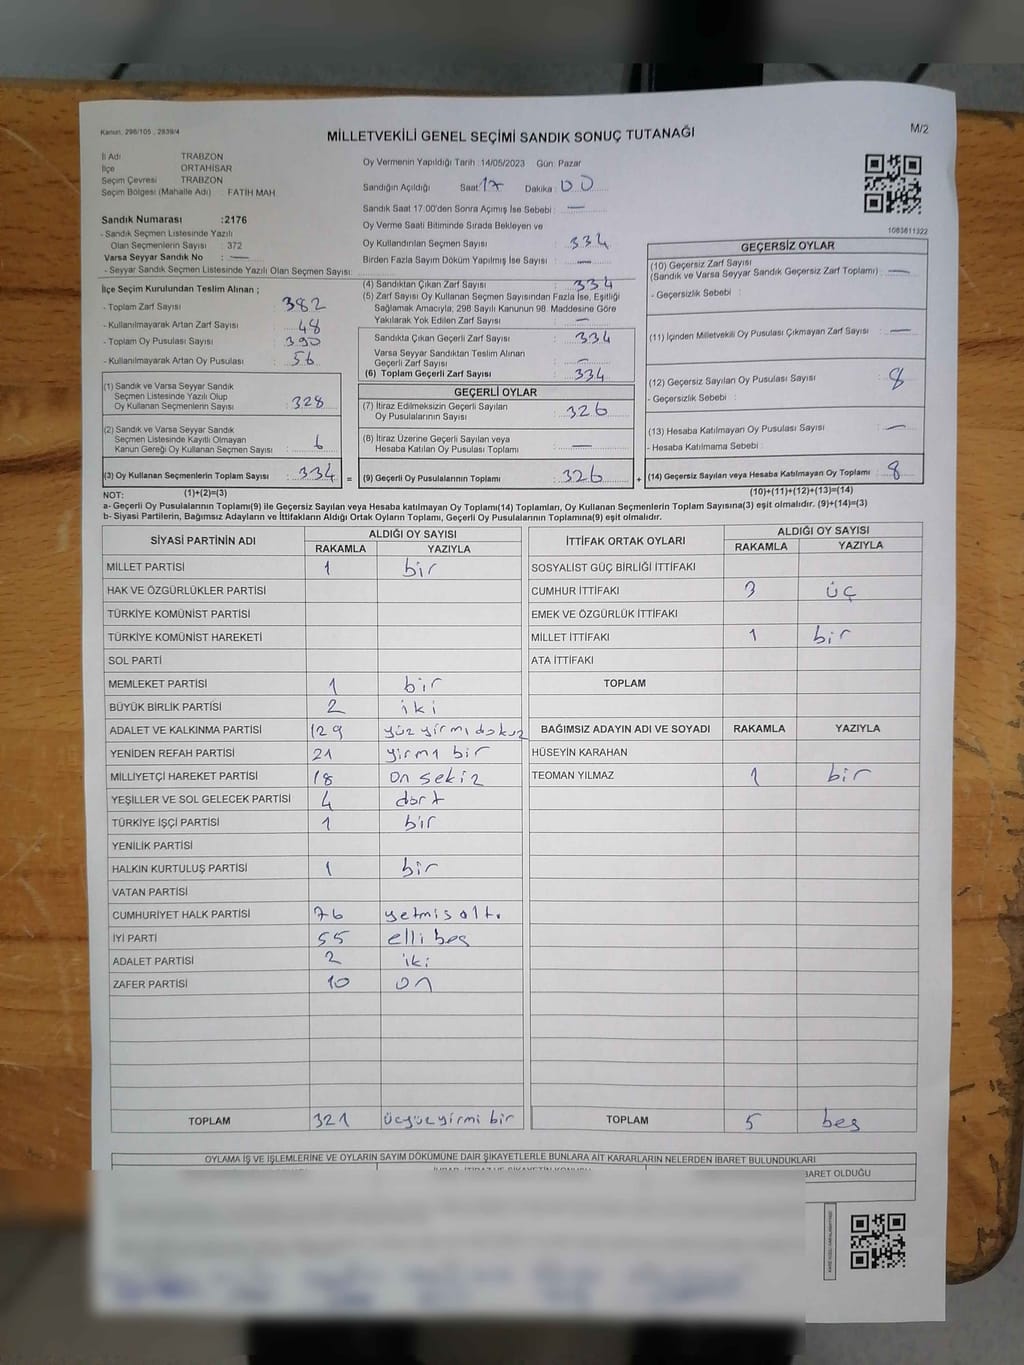 Kanun, 298/105 , 2839/4
MİLLETVEKİLİ GENEL SEÇİMİ SANDIK SONUÇ TUTANAĞI
M/2
İl Adı TRABZON
İlçe ORTAHİSAR
Seçim Çevresi TRABZON
Seçim Bölgesi (Mahalle Adı) FATİH MAH.
Sandık Numarası :2176
- Sandık Seçmen Listesinde Yazılı
Olan Seçmenlerin Sayısı : 372
Varsa Seyyar Sandık No : —
- Seyyar Sandık Seçmen Listesinde Yazılı Olan Seçmen Sayısı:
Oy Vermenin Yapıldığı Tarih :14/05/2023 Gün: Pazar
Sandığın Açıldığı Saat 17 Dakika : 00
Sandık Saat 17:00'den Sonra Açımış İse Sebebi : —
Oy Verme Saati Bitiminde Sırada Bekleyen ve
Oy Kullandırılan Seçmen Sayısı : 334
Birden Fazla Sayım Döküm Yapılmış İse Sayısı : —
1083611322
İlçe Seçim Kurulundan Teslim Alınan ;
- Toplam Zarf Sayısı : 382
- Kullanılmayarak Artan Zarf Sayısı : 48
- Toplam Oy Pusulası Sayısı : 390
- Kullanılmayarak Artan Oy Pusulası : 56
(1) Sandık ve Varsa Seyyar Sandık
Seçmen Listesinde Yazılı Olup
Oy Kullanan Seçmenlerin Sayısı : 328
(2) Sandık ve Varsa Seyyar Sandık
Seçmen Listesinde Kayıtlı Olmayan
Kanun Gereği Oy Kullanan Seçmen Sayısı : 6
(3) Oy Kullanan Seçmenlerin Toplam Sayısı : 334 =
(4) Sandıktan Çıkan Zarf Sayısı : 334
(5) Zarf Sayısı Oy Kullanan Seçmen Sayısından Fazla İse, Eşitliği
Sağlamak Amacıyla, 298 Sayılı Kanunun 98. Maddesine Göre
Yakılarak Yok Edilen Zarf Sayısı : —
Sandıkta Çıkan Geçerli Zarf Sayısı : 334
Varsa Seyyar Sandıktan Teslim Alınan
Geçerli Zarf Sayısı : —
(6) Toplam Geçerli Zarf Sayısı : 334
GEÇERLİ OYLAR
(7) İtiraz Edilmeksizin Geçerli Sayılan
Oy Pusulalarının Sayısı : 326
(8) İtiraz Üzerine Geçerli Sayılan veya
Hesaba Katılan Oy Pusulası Toplamı : —
(9) Geçerli Oy Pusulalarının Toplamı : 326 +
GEÇERSİZ OYLAR
(10) Geçersiz Zarf Sayısı
(Sandık ve Varsa Seyyar Sandık Geçersiz Zarf Toplamı) : —
- Geçersizlik Sebebi :
(11) İçinden Milletvekili Oy Pusulası Çıkmayan Zarf Sayısı : —
(12) Geçersiz Sayılan Oy Pusulası Sayısı : 8
- Geçersizlik Sebebi :
(13) Hesaba Katılmayan Oy Pusulası Sayısı : —
- Hesaba Katılmama Sebebi :
(14) Geçersiz Sayılan veya Hesaba Katılmayan Oy Toplamı : 8
NOT: (1)+(2)=(3) (10)+(11)+(12)+(13)=(14)
a- Geçerli Oy Pusulalarının Toplamı(9) ile Geçersiz Sayılan veya Hesaba katılmayan Oy Toplamı(14) Toplamları, Oy Kullanan Seçmenlerin Toplam Sayısına(3) eşit olmalıdır. (9)+(14)=(3)
b- Siyasi Partilerin, Bağımsız Adayların ve İttifakların Aldığı Ortak Oyların Toplamı, Geçerli Oy Pusulalarının Toplamına(9) eşit olmalıdır.
SİYASİ PARTİNİN ADI ALDIĞI OY SAYISI
RAKAMLA YAZIYLA
MİLLET PARTİSİ 1 bir
HAK VE ÖZGÜRLÜKLER PARTİSİ
TÜRKİYE KOMÜNİST PARTİSİ
TÜRKİYE KOMÜNİST HAREKETİ
SOL PARTİ
MEMLEKET PARTİSİ 1 bir
BÜYÜK BİRLİK PARTİSİ 2 iki
ADALET VE KALKINMA PARTİSİ 129 yüz yirmi dokuz
YENİDEN REFAH PARTİSİ 21 yirmi bir
MİLLİYETÇİ HAREKET PARTİSİ 18 on sekiz
YEŞİLLER VE SOL GELECEK PARTİSİ 4 dört
TÜRKİYE İŞÇİ PARTİSİ 1 bir
YENİLİK PARTİSİ
HALKIN KURTULUŞ PARTİSİ 1 bir
VATAN PARTİSİ
CUMHURİYET HALK PARTİSİ 76 yetmis altı
İYİ PARTİ 55 elli beş
ADALET PARTİSİ 2 iki
ZAFER PARTİSİ 10 on
TOPLAM 321 üçyüzyirmi bir
İTTİFAK ORTAK OYLARI ALDIĞI OY SAYISI
RAKAMLA YAZIYLA
SOSYALİST GÜÇ BİRLİĞİ İTTİFAKI
CUMHUR İTTİFAKI 3 üç
EMEK VE ÖZGÜRLÜK İTTİFAKI
MİLLET İTTİFAKI 1 bir
ATA İTTİFAKI
TOPLAM
BAĞIMSIZ ADAYIN ADI VE SOYADI RAKAMLA YAZIYLA
HÜSEYİN KARAHAN
TEOMAN YILMAZ 1 bir
TOPLAM 5 beş
OYLAMA İŞ VE İŞLEMLERİNE VE OYLARIN SAYIM DÖKÜMÜNE DAİR ŞİKAYETLERLE BUNLARA AİT KARARLARIN NELERDEN İBARET BULUNDUKLARI
İBARET OLDUĞU